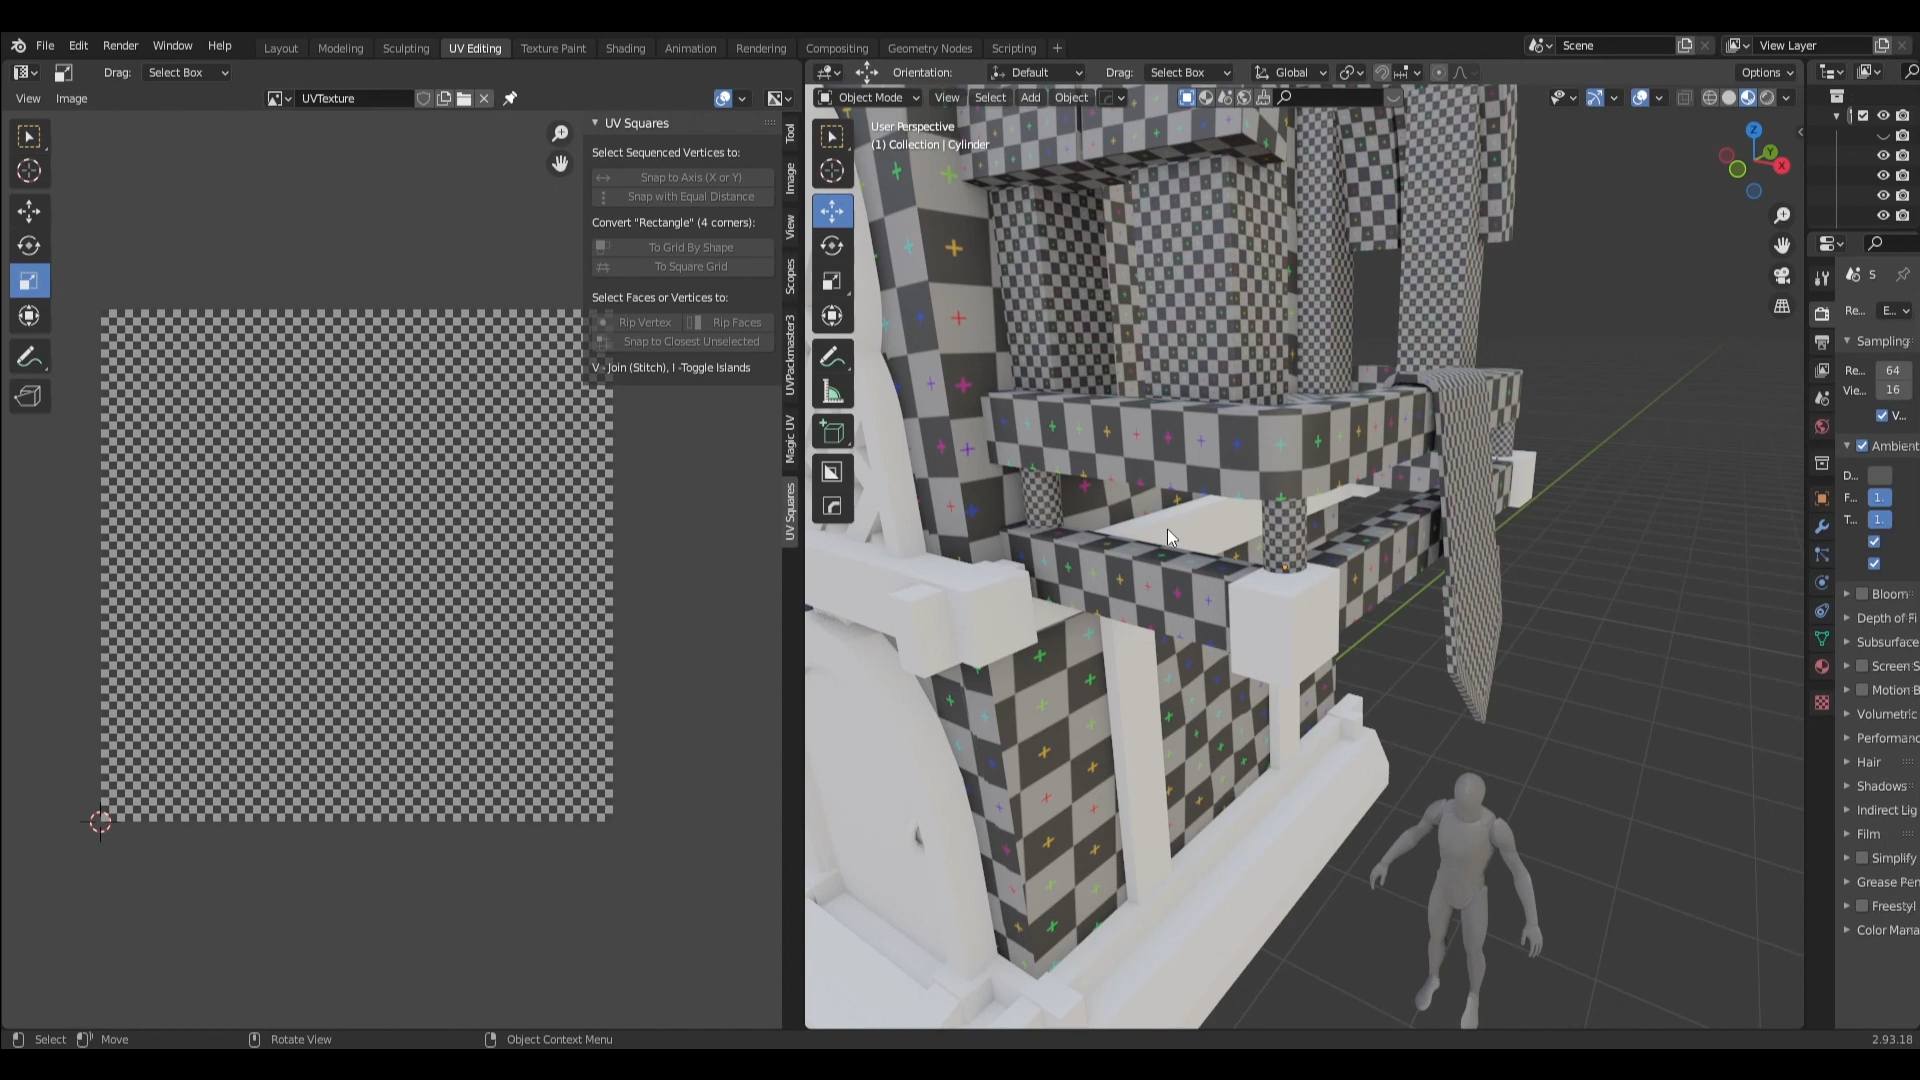 File Edit Render Window Help
Layout Modeling Sculpting UV Editing Texture Paint Shading Animation Rendering Compositing Geometry Nodes Scripting +
Scene
View Layer
Drag: Select Box
Orientation: Default Drag: Select Box Global Options
View Image UVTexture
Object Mode View Select Add Object
UV Squares
Select Sequenced Vertices to:
Snap to Axis (X or Y)
Snap with Equal Distance
Convert "Rectangle" (4 corners):
To Grid By Shape
To Square Grid
Select Faces or Vertices to:
Rip Vertex Rip Faces
Snap to Closest Unselected
V - Join (Stitch), I -Toggle Islands
Tool
Image
View
Scopes
UVPackmaster3
Magic UV
UV Squares
User Perspective
(1) Collection | Cylinder
Z
Y
X
S
Re... E...
Sampling
Re... 64
Vie... 16
V...
Ambien
D...
F... 1.
T... 1.
Bloom
Depth of Fi
Subsurface
Screen S
Motion B
Volumetric
Performanc
Hair
Shadows
Indirect Lig
Film
Simplify
Grease Pen
Freestyl
Color Mana
Select Move Rotate View Object Context Menu
2.93.18